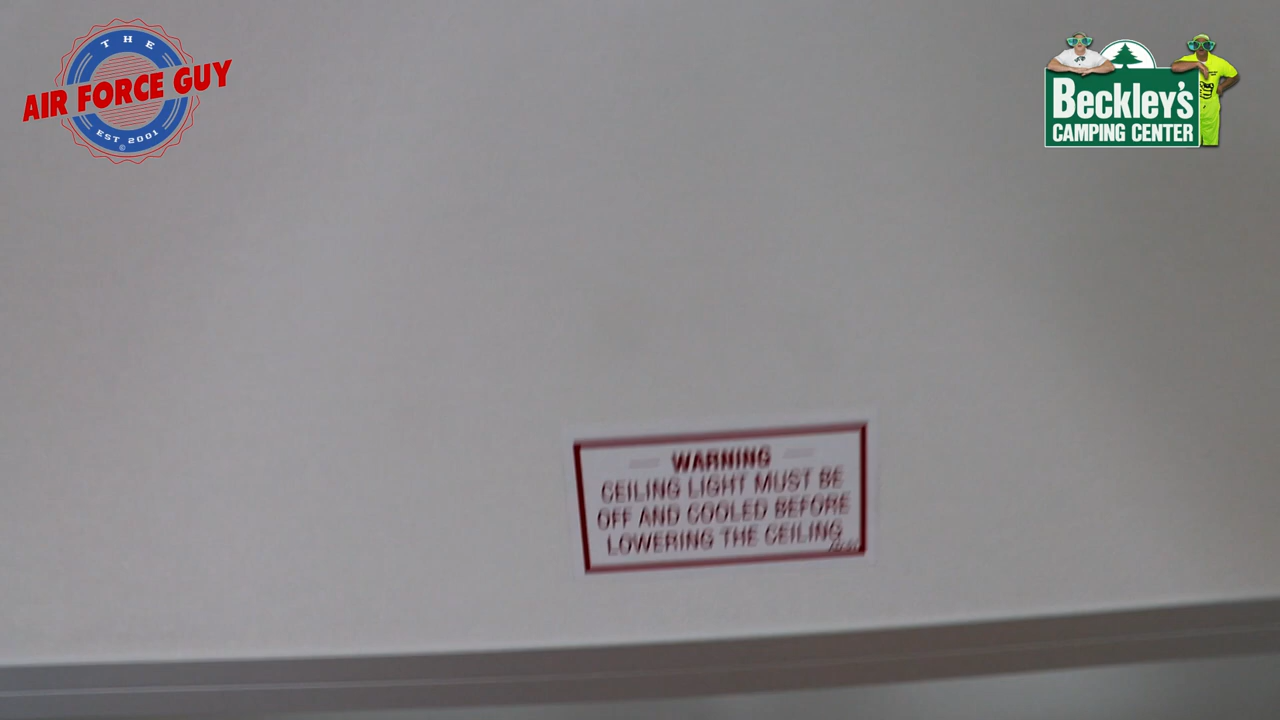 THE
AIR FORCE GUY
EST 2001
©
Beckley's
CAMPING CENTER
WARNING
CEILING LIGHT MUST BE
OFF AND COOLED BEFORE
LOWERING THE CEILING